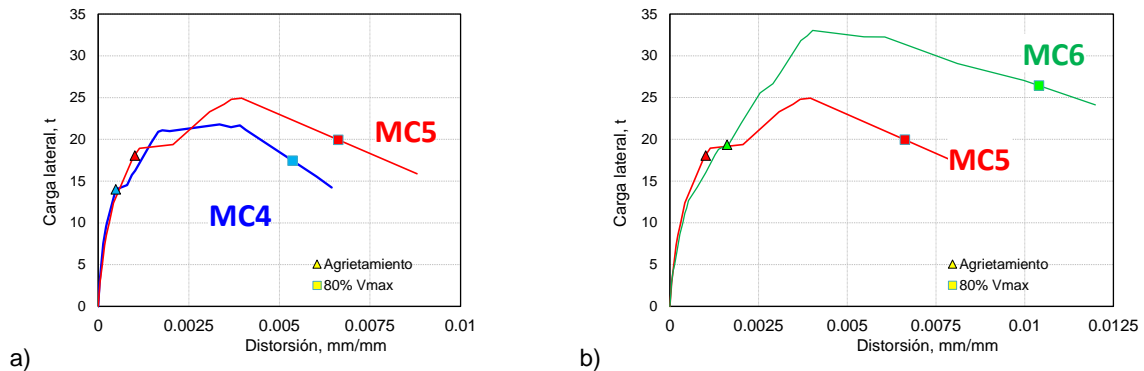 35
30
25
20
15
10
5
0
Carga lateral, t
MC5
MC4
Agrietamiento
80% Vmax
0 0.0025 0.005 0.0075 0.01
Distorsión, mm/mm
a)
35
30
25
20
15
10
5
0
Carga lateral, t
MC6
MC5
Agrietamiento
80% Vmax
0 0.0025 0.005 0.0075 0.01 0.0125
Distorsión, mm/mm
b)